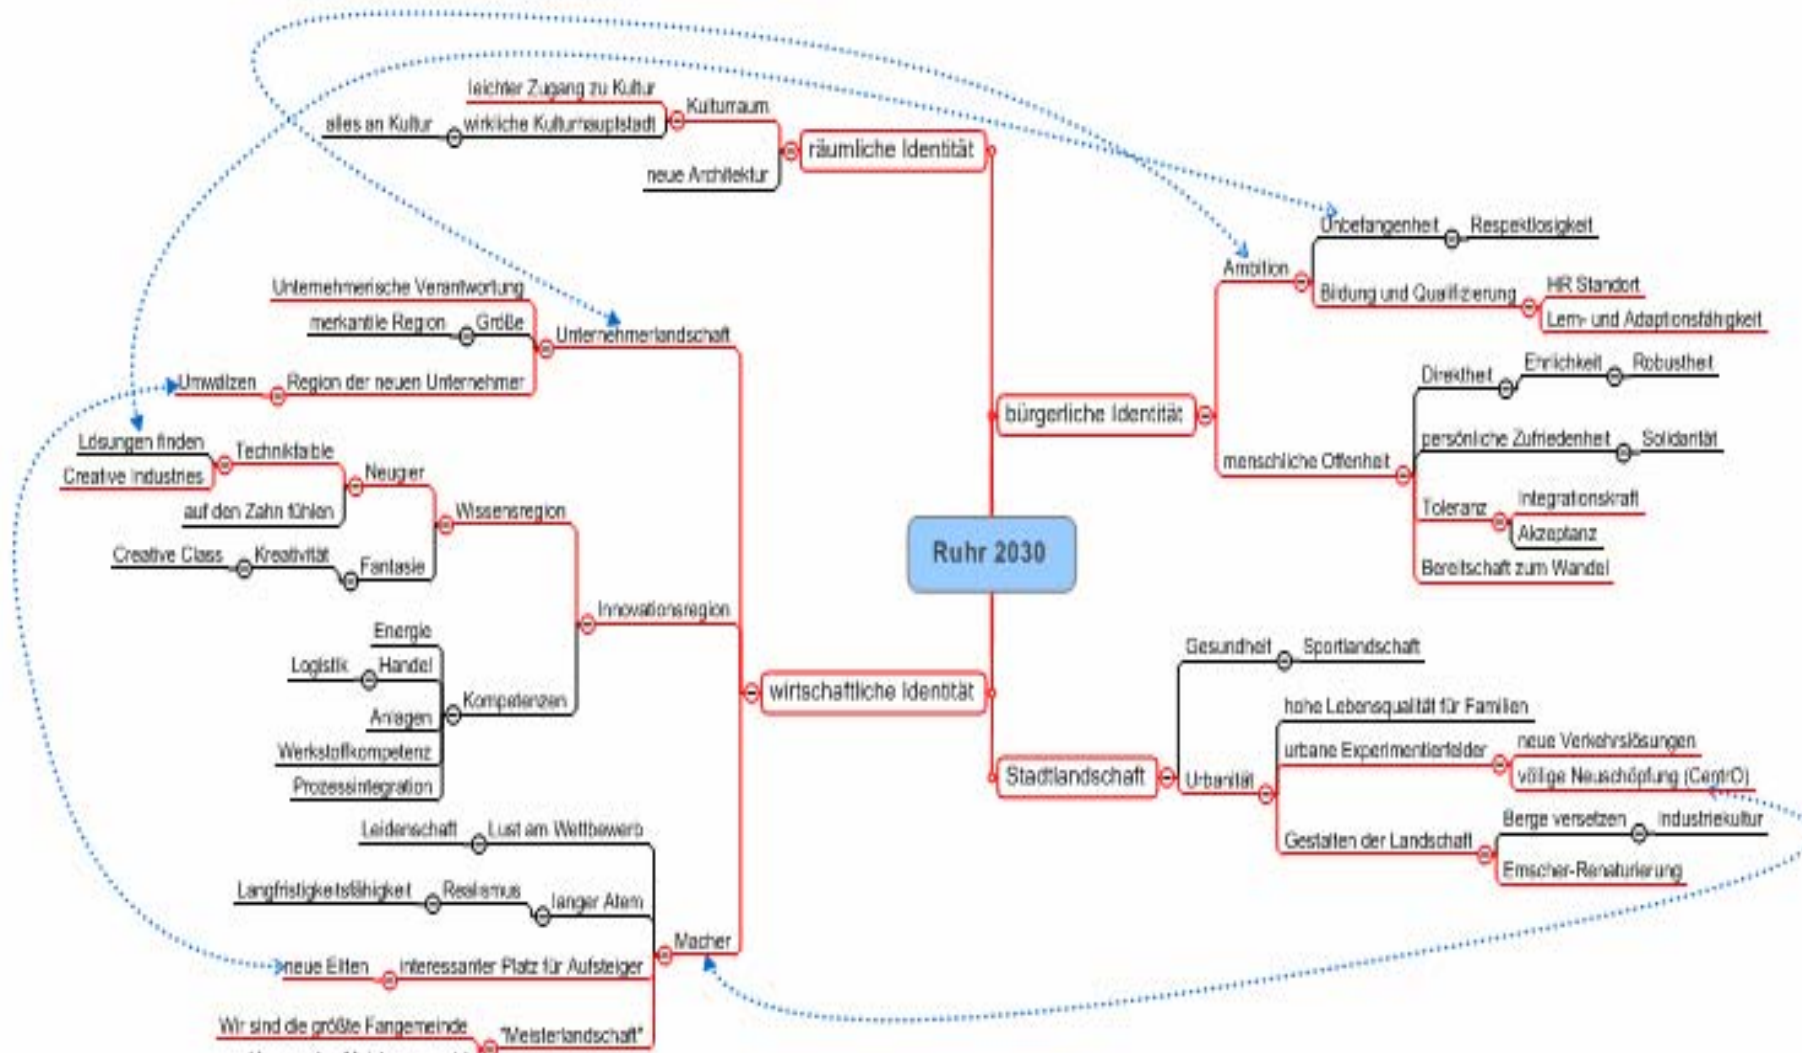 Ruhr 2030
räumliche Identität
Kulturraum
leichter Zugang zu Kultur
wirkliche Kulturhauptstadt
alles an Kultur
neue Architektur
wirtschaftliche Identität
Unternehmerlandschaft
Unternehmerische Verantwortung
Größe
merkantile Region
Region der neuen Unternehmer
Umwälzen
Innovationsregion
Wissensregion
Neugier
Technikfaible
Lösungen finden
Creative Industries
auf den Zahn fühlen
Fantasie
Kreativität
Creative Class
Kompetenzen
Energie
Handel
Logistik
Anlagen
Werkstoffkompetenz
Prozessintegration
Macher
Lust am Wettbewerb
Leidenschaft
langer Atem
Realismus
Langfristigkeitsfähigkeit
interessanter Platz für Aufsteiger
neue Eliten
"Meisterlandschaft"
Wir sind die größte Fangemeinde
bürgerliche Identität
Ambition
Unbefangenheit
Respektlosigkeit
Bildung und Qualifizierung
HR Standort
Lern- und Adaptionsfähigkeit
menschliche Offenheit
Direktheit
Ehrlichkeit
Robustheit
persönliche Zufriedenheit
Solidarität
Toleranz
Integrationskraft
Akzeptanz
Bereitschaft zum Wandel
Stadtlandschaft
Gesundheit
Sportlandschaft
Urbanität
hohe Lebensqualität für Familien
urbane Experimentierfelder
neue Verkehrslösungen
völlige Neuschöpfung (CentrO)
Gestalten der Landschaft
Berge versetzen
Industriekultur
Emscher-Renaturierung